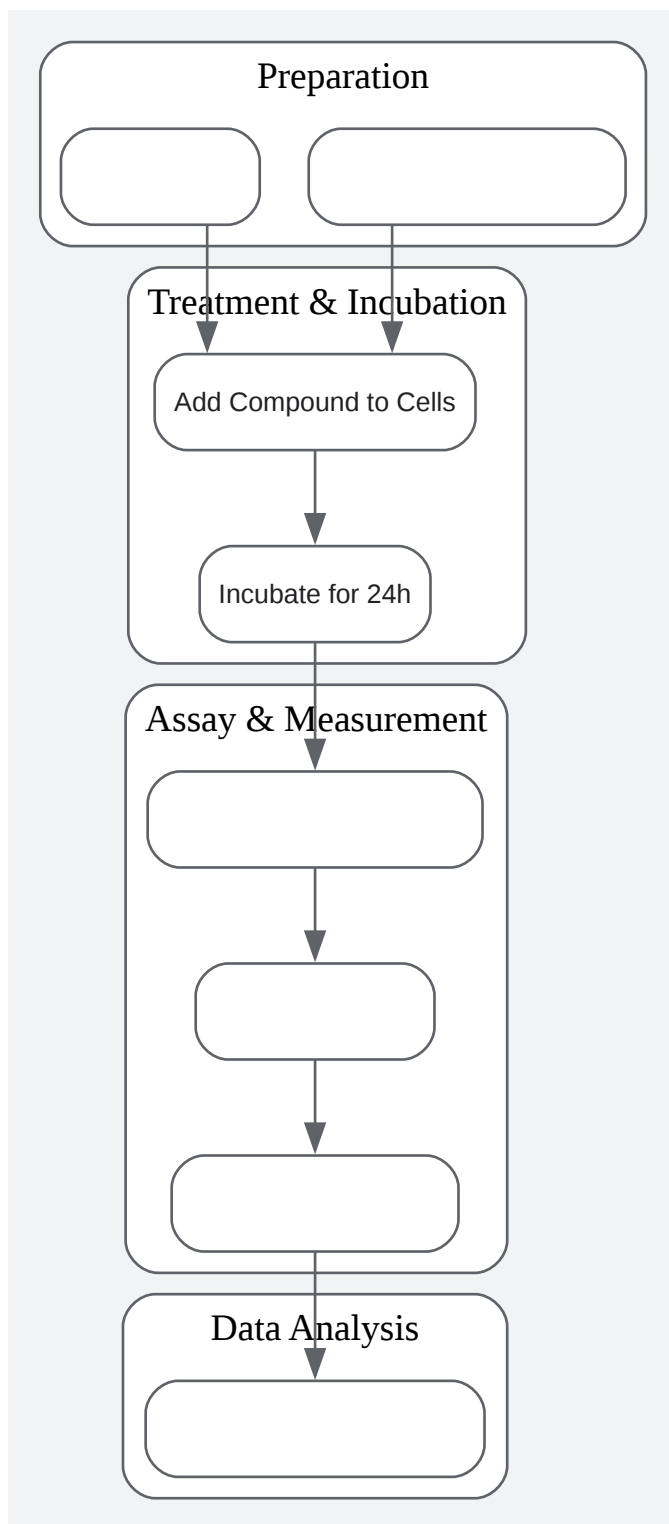 Preparation
Treatment & Incubation
Add Compound to Cells
Incubate for 24h
Assay & Measurement
Data Analysis